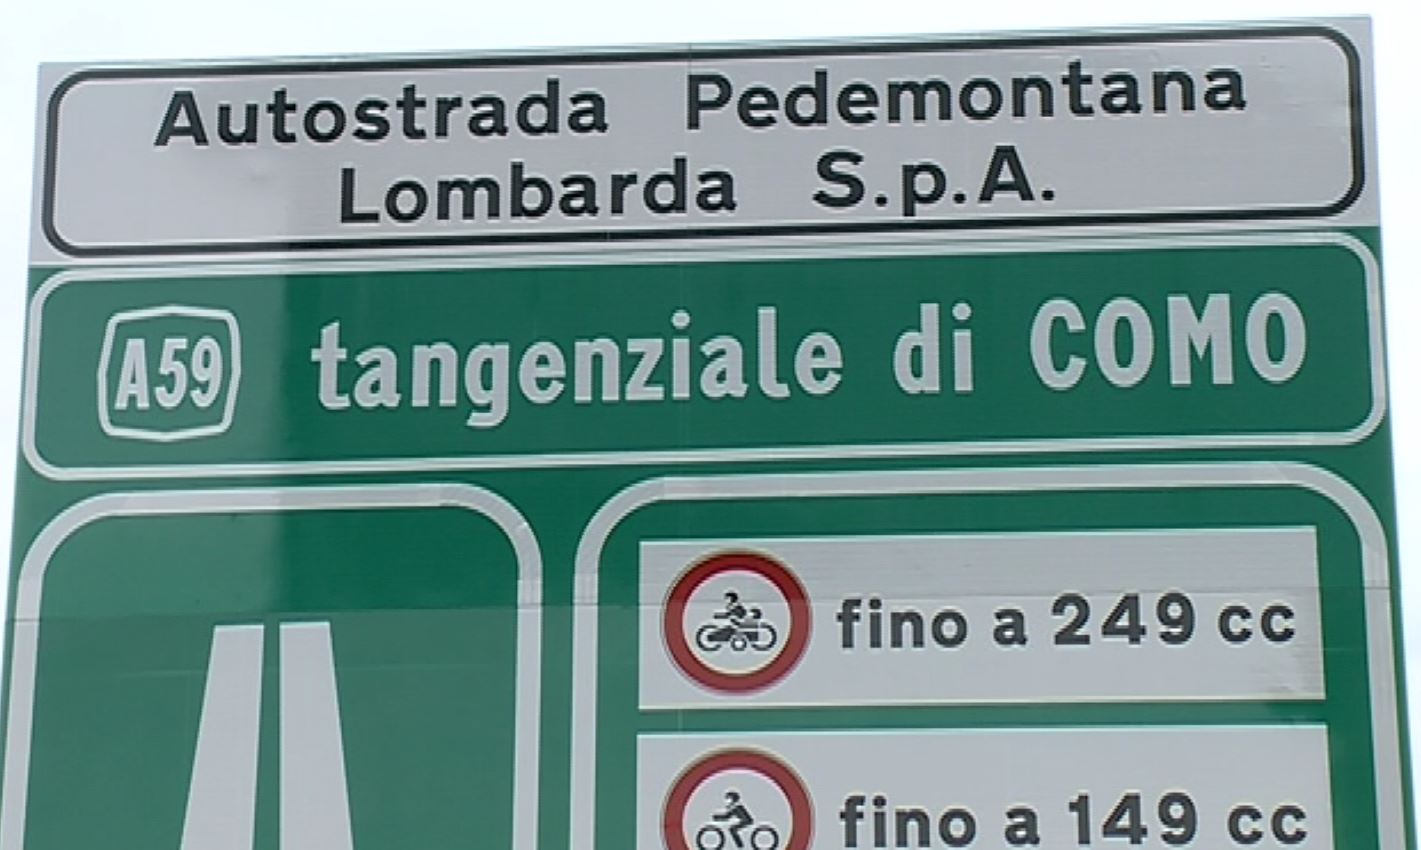 Autostrada Pedemontana
Lombarda S.p.A.
A59 tangenziale di COMO
fino a 249 cc
fino a 149 cc